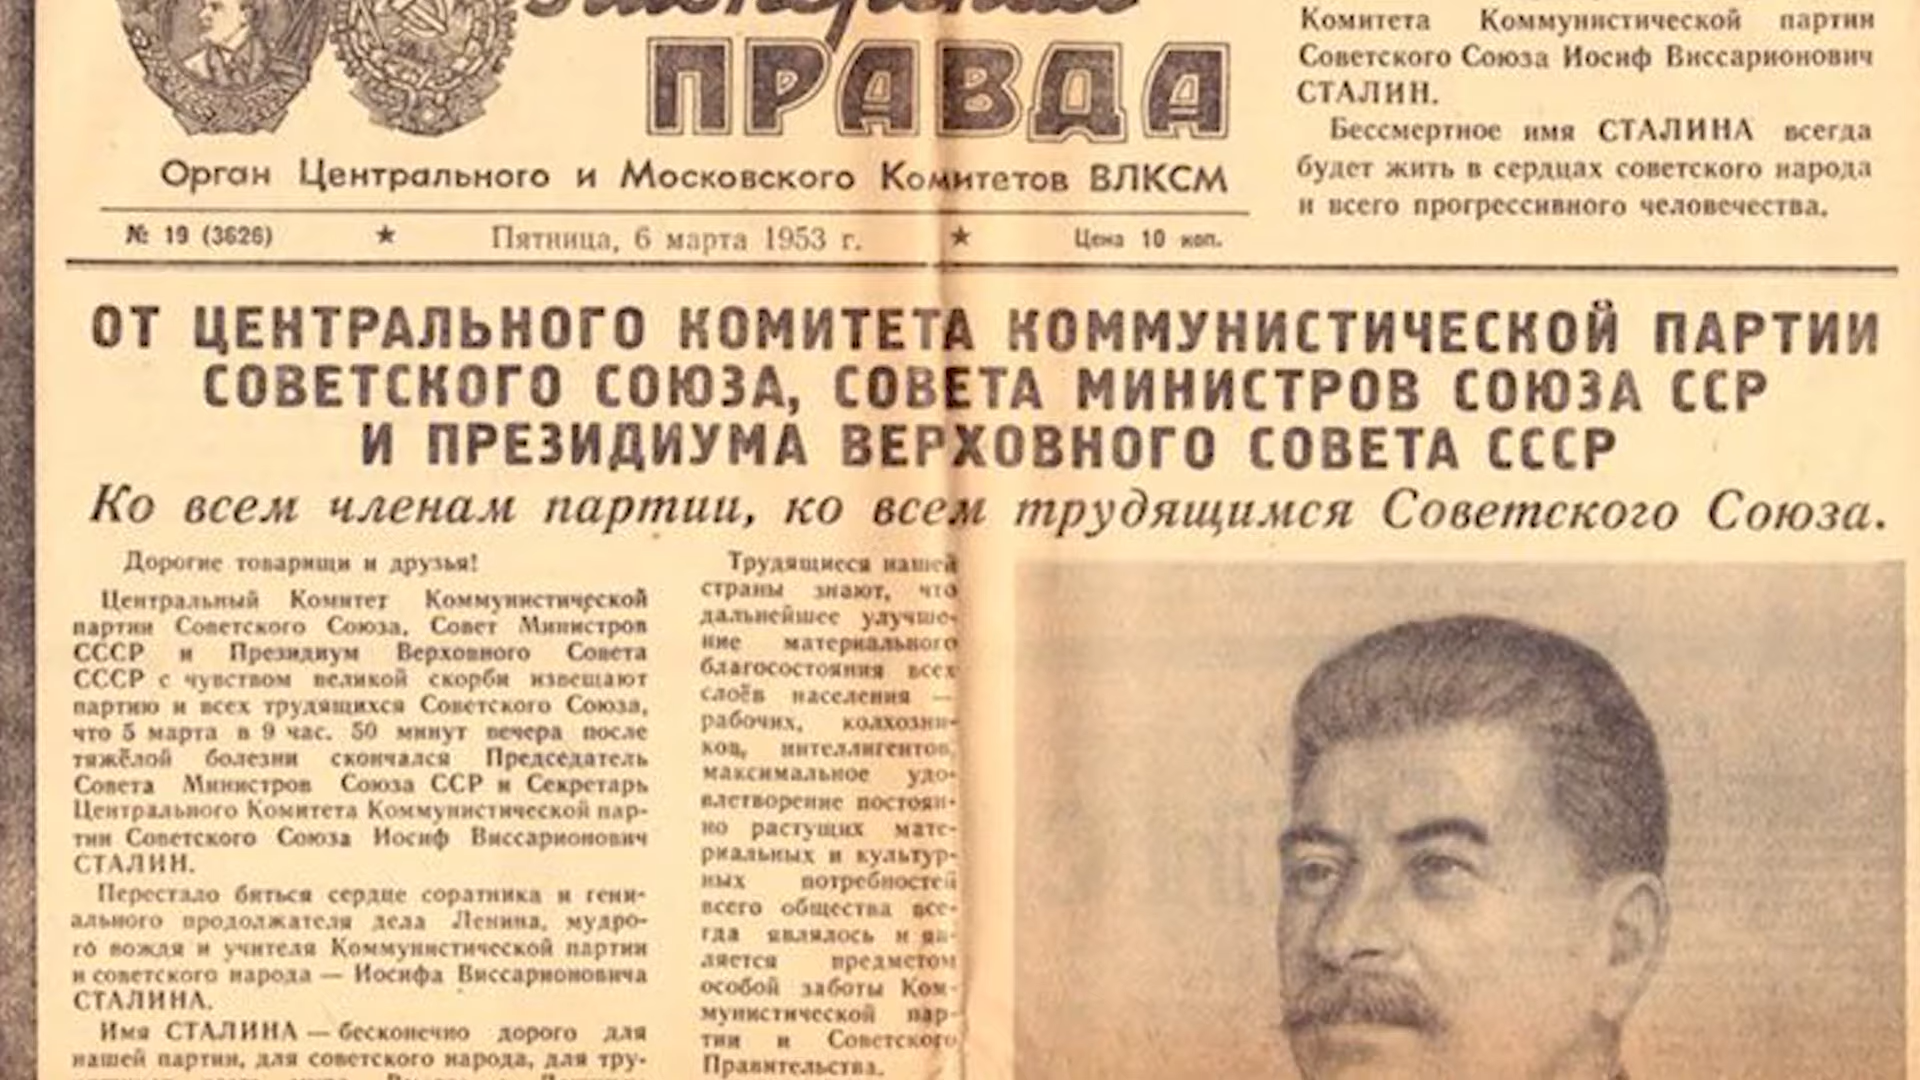 Пионерская
ПРАВДА
Орган Центрального и Московского Комитетов ВЛКСМ
№ 19 (3626) ★ Пятница, 6 марта 1953 г. ★ Цена 10 коп.
Комитета Коммунистической партии
Советского Союза Иосиф Виссарионович
СТАЛИН.
Бессмертное имя СТАЛИНА всегда
будет жить в сердцах советского народа
и всего прогрессивного человечества.
ОТ ЦЕНТРАЛЬНОГО КОМИТЕТА КОММУНИСТИЧЕСКОЙ ПАРТИИ
СОВЕТСКОГО СОЮЗА, СОВЕТА МИНИСТРОВ СОЮЗА ССР
И ПРЕЗИДИУМА ВЕРХОВНОГО СОВЕТА СССР
Ко всем членам партии, ко всем трудящимся Советского Союза.
Дорогие товарищи и друзья!
Центральный Комитет Коммунистической
партии Советского Союза, Совет Министров
СССР и Президиум Верховного Совета
СССР с чувством великой скорби извещают
партию и всех трудящихся Советского Союза,
что 5 марта в 9 час. 50 минут вечера после
тяжёлой болезни скончался Председатель
Совета Министров Союза ССР и Секретарь
Центрального Комитета Коммунистической пар-
тии Советского Союза Иосиф Виссарионович
СТАЛИН.
Перестало биться сердце соратника и гени-
ального продолжателя дела Ленина, мудро-
го вождя и учителя Коммунистической партии
и советского народа — Иосифа Виссарионовича
СТАЛИНА.
Имя СТАЛИНА — бесконечно дорого для
нашей партии, для советского народа, для тру-
Трудящиеся нашей
страны знают, что
дальнейшее улучше-
ние материального
благосостояния всех
слоёв населения —
рабочих, колхозни-
ков, интеллигентов,
максимальное удо-
влетворение постоян-
но растущих мате-
риальных и культур-
ных потребностей
всего общества все-
гда являлось и яв-
ляется предметом
особой заботы Ком-
мунистической пар-
тии и Советского
Правительства.